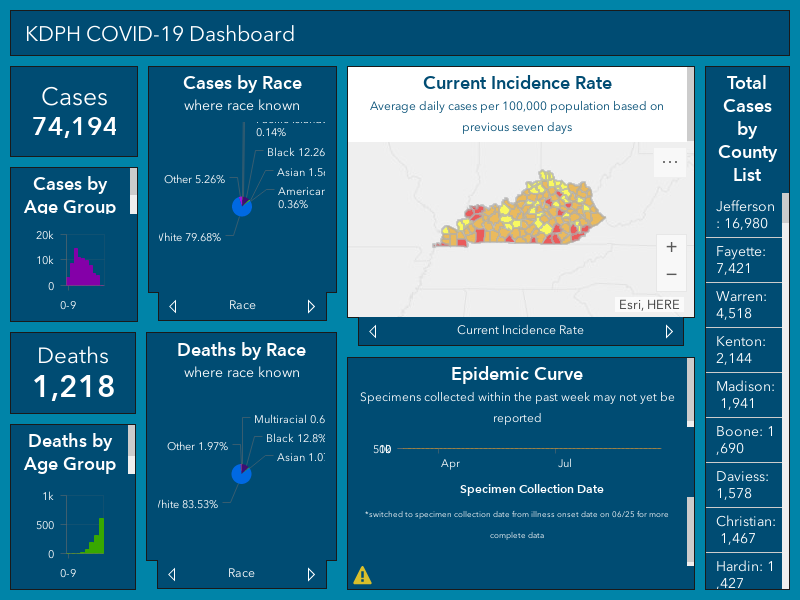 KDPH COVID-19 Dashboard
Cases
74,194
Cases by
Age Group
20k
10k
0
0-9
Deaths
1,218
Deaths by
Age Group
1k
500
0
0-9
Cases by Race
where race known
0.14%
Black 12.26
Asian 1.5
American
0.36%
Other 5.26%
White 79.68%
Race
Deaths by Race
where race known
Multiracial 0.6
Black 12.8%
Asian 1.0
Other 1.97%
White 83.53%
Race
Current Incidence Rate
Average daily cases per 100,000 population based on
previous seven days
...
+
−
Esri, HERE
Current Incidence Rate
Epidemic Curve
Specimens collected within the past week may not yet be
reported
Apr
Jul
Specimen Collection Date
*switched to specimen collection date from illness onset date on 06/25 for more
complete data
Total
Cases
by
County
List
Jefferson
: 16,980
Fayette:
7,421
Warren:
4,518
Kenton:
2,144
Madison:
1,941
Boone: 1
,690
Daviess:
1,578
Christian:
1,467
Hardin: 1
,427